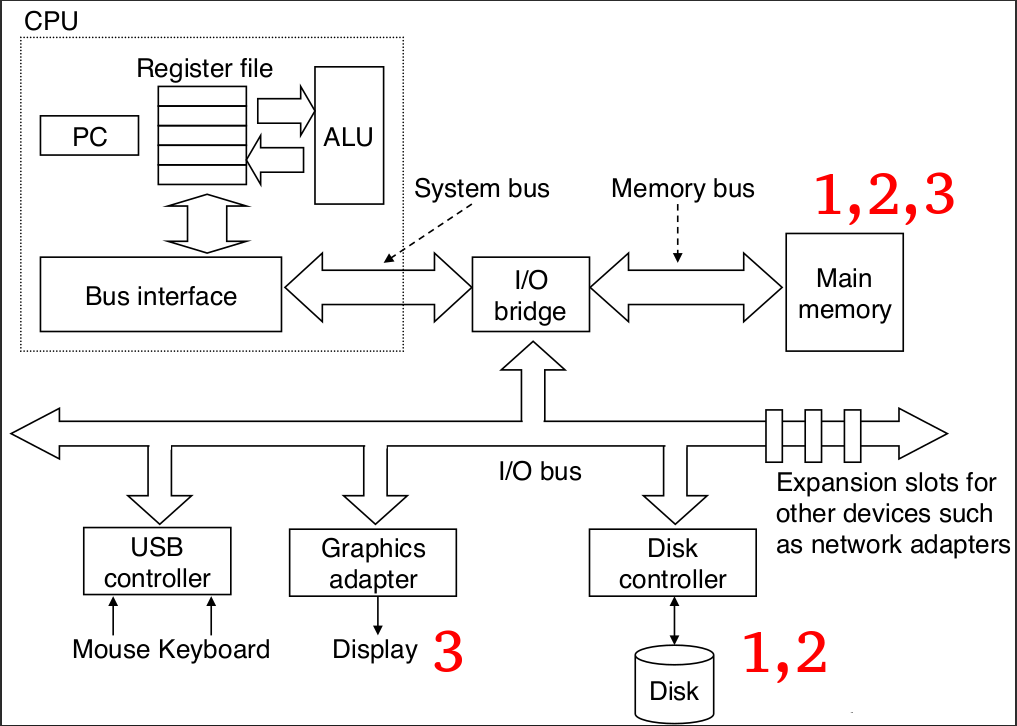 CPU
Register file
PC
ALU
System bus
Memory bus
1,2,3
Bus interface
I/O
bridge
Main
memory
I/O bus
Expansion slots for
other devices such
as network adapters
USB
controller
Graphics
adapter
Disk
controller
Mouse Keyboard
Display
3
1,2
Disk